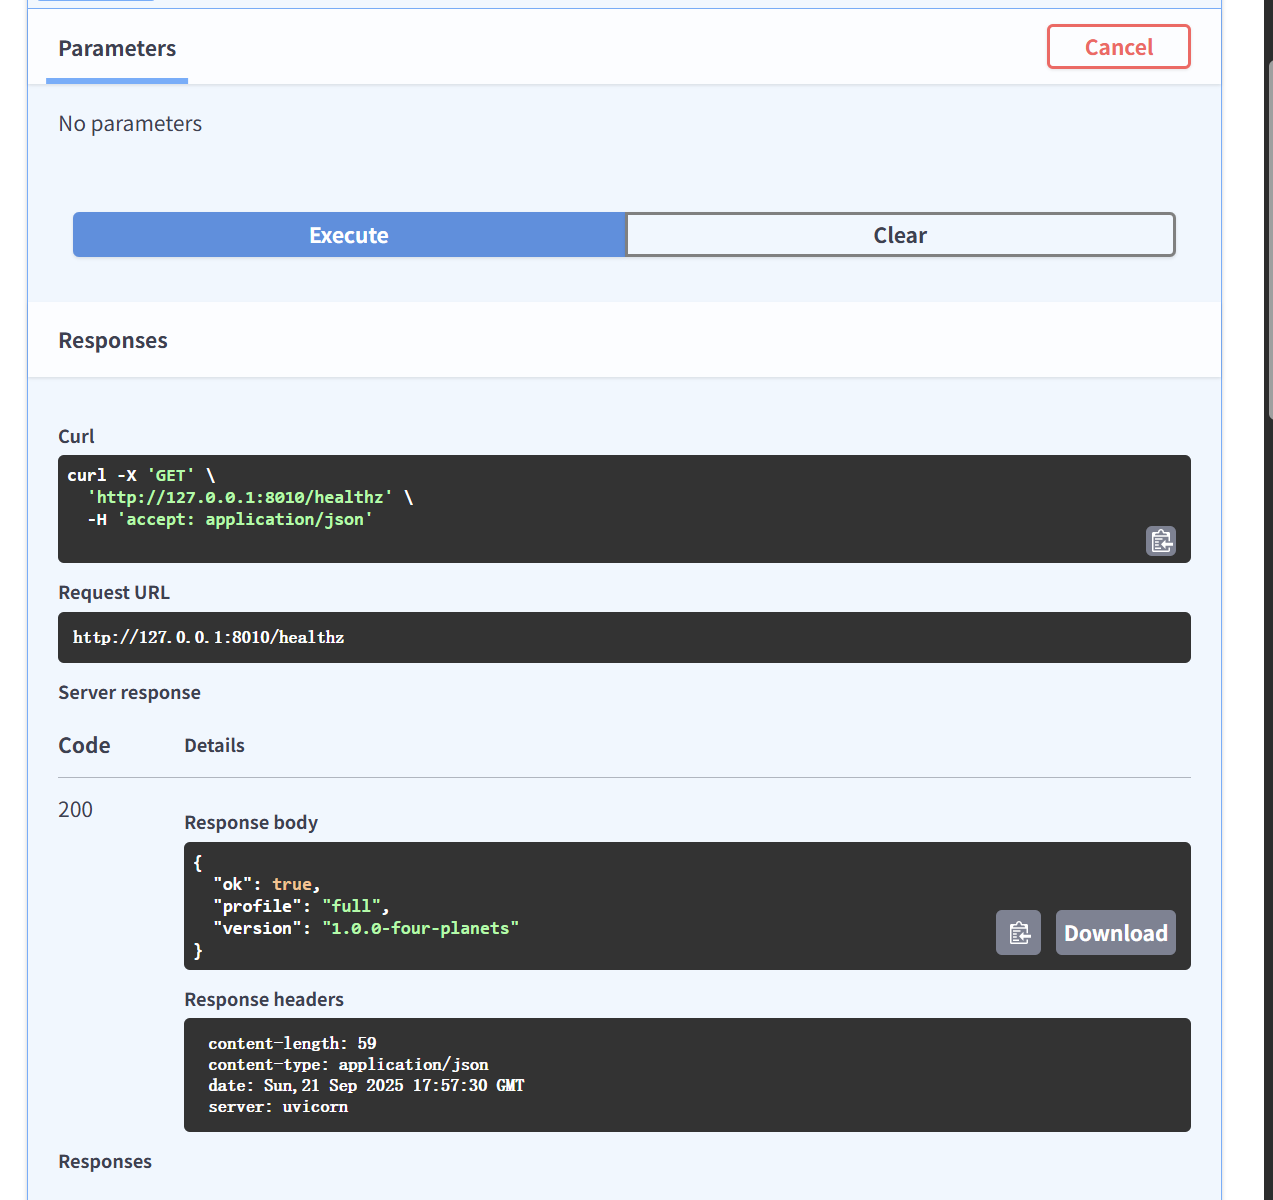 Parameters
Cancel
No parameters
Execute
Clear
Responses
Curl
curl -X 'GET' \
  'http://127.0.0.1:8010/healthz' \
  -H 'accept: application/json'
Request URL
http://127.0.0.1:8010/healthz
Server response
Code
Details
200
Response body
{
  "ok": true,
  "profile": "full",
  "version": "1.0.0-four-planets"
}
Download
Response headers
content-length: 59
content-type: application/json
date: Sun,21 Sep 2025 17:57:30 GMT
server: uvicorn
Responses